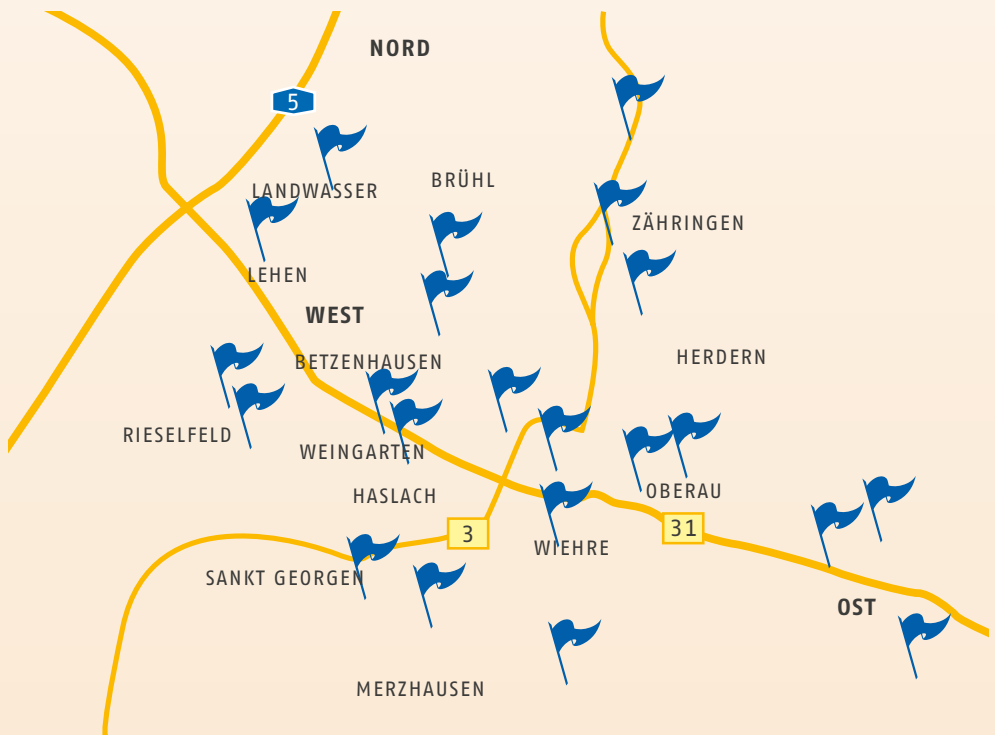 NORD
5
LANDWASSER
BRÜHL
ZÄHRINGEN
LEHEN
WEST
BETZENHAUSEN
HERDERN
RIESELFELD
WEINGARTEN
HASLACH
OBERAU
3
31
WIEHRE
SANKT GEORGEN
OST
MERZHAUSEN